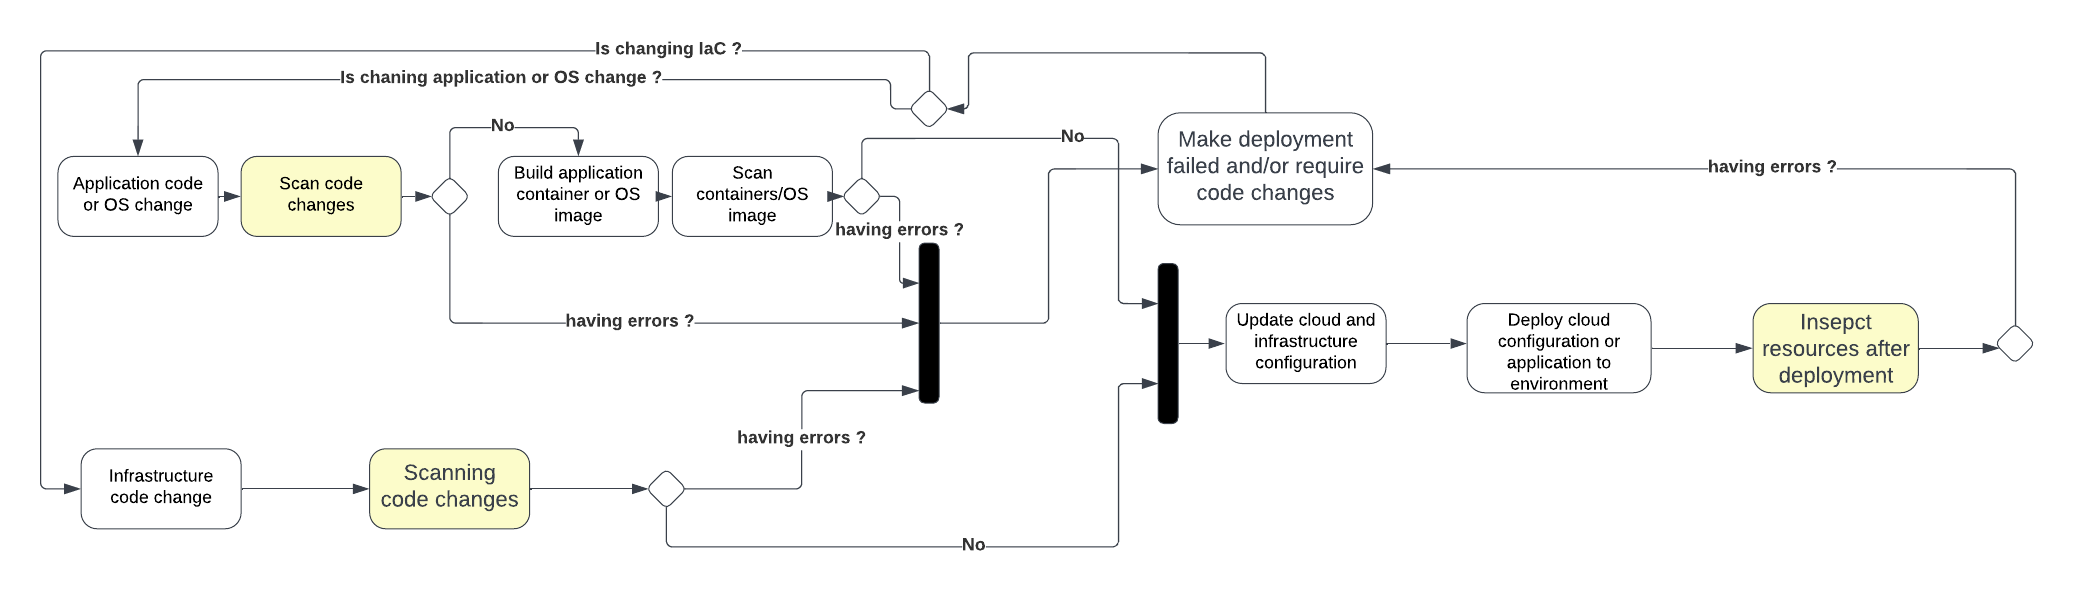 Is changing IaC ?
Is chaning application or OS change ?
No
No
Make deployment
failed and/or require
code changes
having errors ?
Application code
or OS change
Scan code
changes
Build application
container or OS
image
Scan
containers/OS
image
having errors ?
having errors ?
Update cloud and
infrastructure
configuration
Deploy cloud
configuration or
application to
environment
Insepct
resources after
deployment
having errors ?
Infrastructure
code change
Scanning
code changes
No